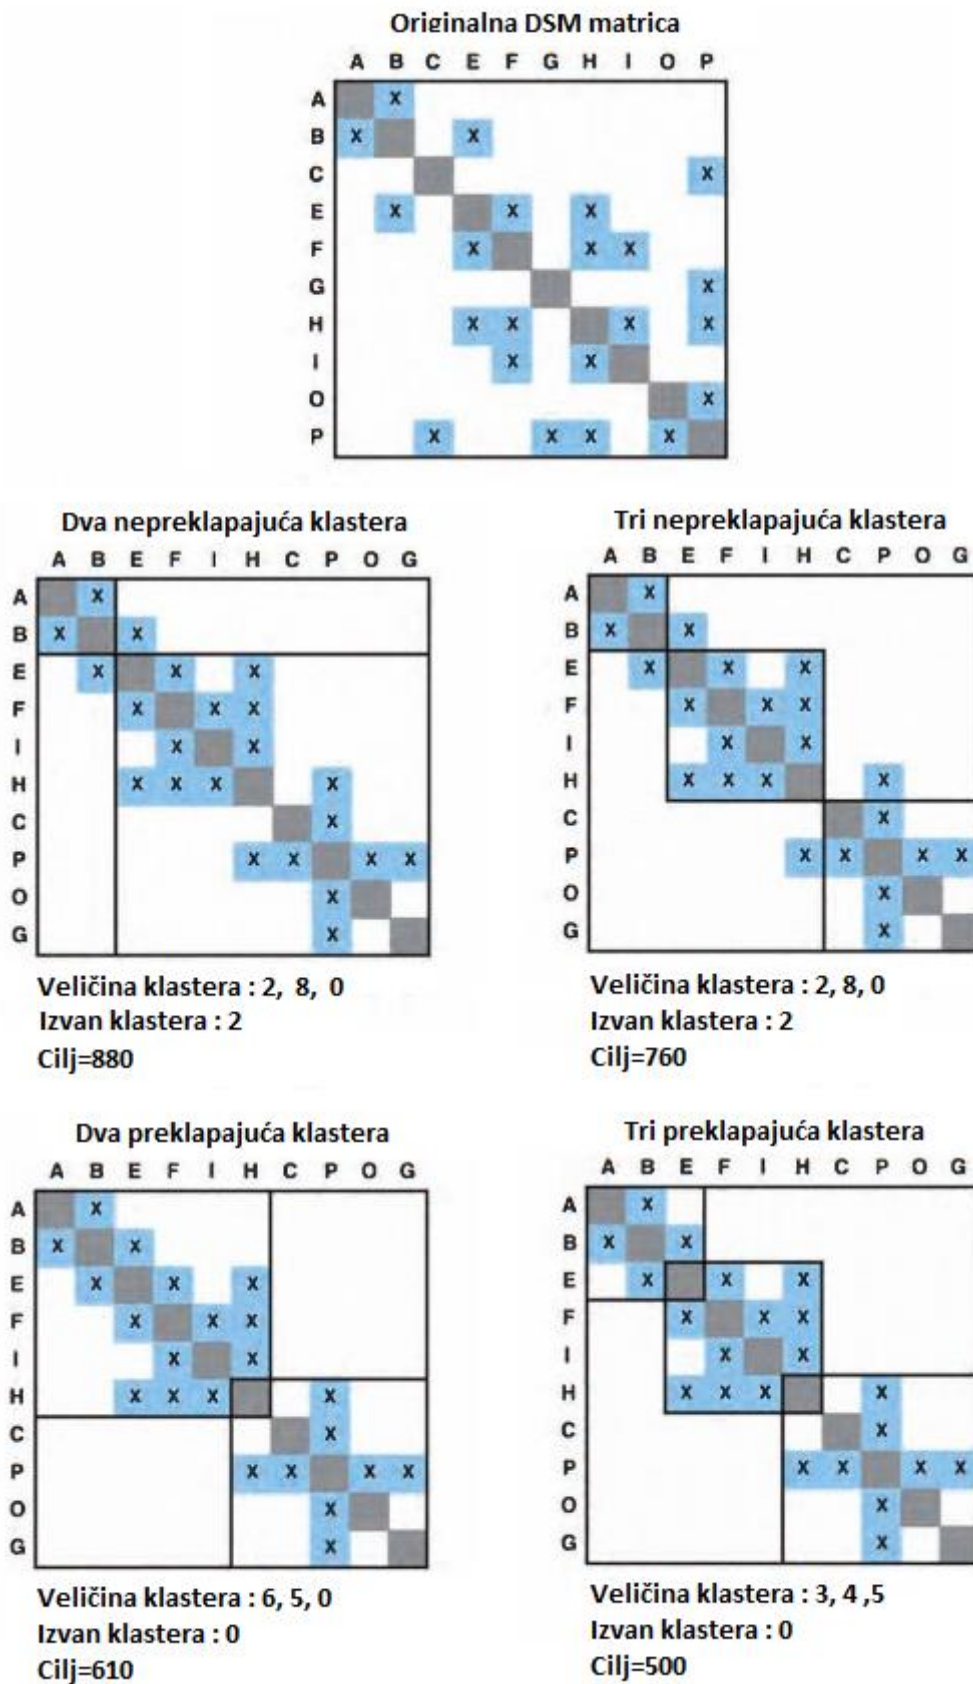 Originalna DSM matrica
A B C E F G H I O P
A X
B X X
C X
E X X X
F X X X
G X
H X X X X
I X X
O X
P X X X X
Dva nepreklapajuća klastera
A B E F I H C P O G
A X
B X X
E X X X
F X X X
I X X
H X X X X
C X
P X X X X
O X
G X
Veličina klastera : 2, 8, 0
Izvan klastera : 2
Cilj=880
Tri nepreklapajuća klastera
A B E F I H C P O G
A X
B X X
E X X X
F X X X
I X X
H X X X X
C X
P X X X X
O X
G X
Veličina klastera : 2, 8, 0
Izvan klastera : 2
Cilj=760
Dva preklapajuća klastera
A B E F I H C P O G
A X
B X X
E X X X
F X X X
I X X
H X X X X
C X
P X X X X
O X
G X
Veličina klastera : 6, 5, 0
Izvan klastera : 0
Cilj=610
Tri preklapajuća klastera
A B E F I H C P O G
A X
B X X
E X X X
F X X X
I X X
H X X X X
C X
P X X X X
O X
G X
Veličina klastera : 3, 4 ,5
Izvan klastera : 0
Cilj=500